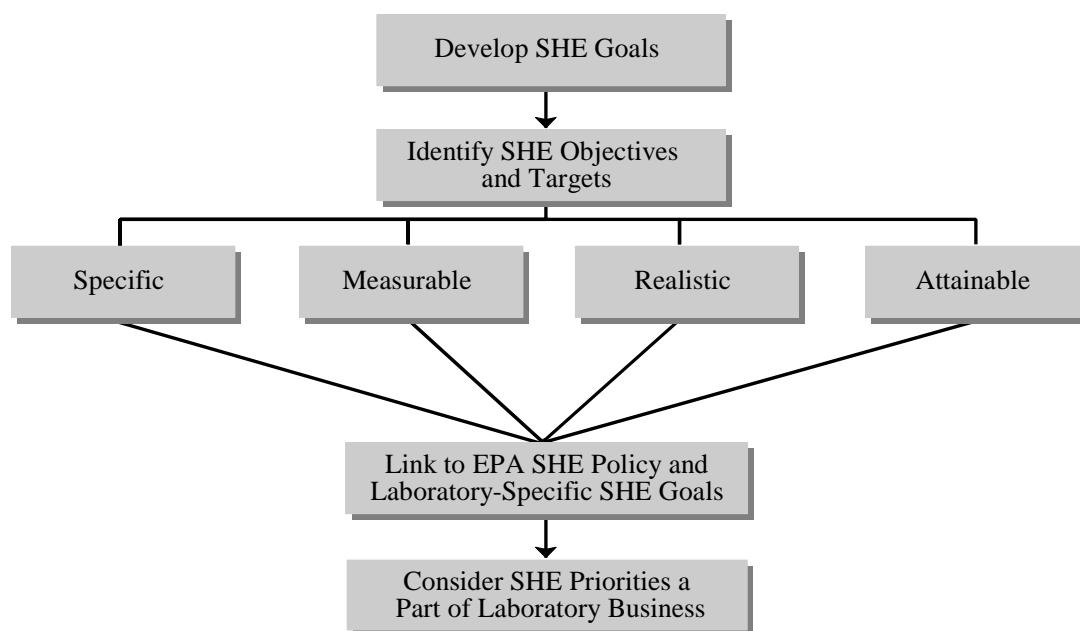 Develop SHE Goals
Identify SHE Objectives
and Targets
Specific
Measurable
Realistic
Attainable
Link to EPA SHE Policy and
Laboratory-Specific SHE Goals
Consider SHE Priorities a
Part of Laboratory Business